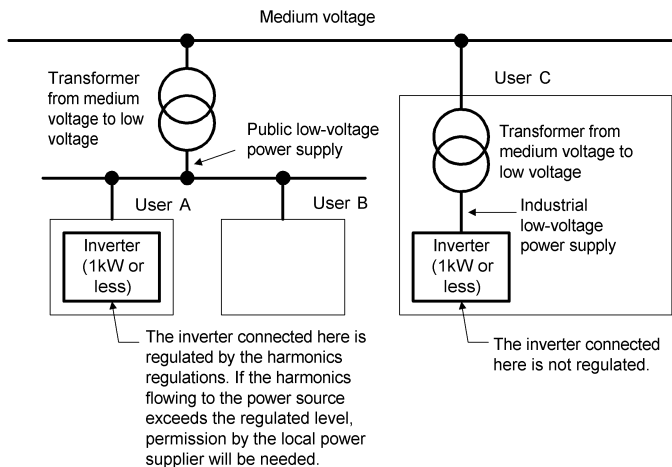 Medium voltage
Transformer
from medium
voltage to low
voltage
Public low-voltage
power supply
User A
User B
Inverter
(1kW or
less)
The inverter connected here is
regulated by the harmonics
regulations. If the harmonics
flowing to the power source
exceeds the regulated level,
permission by the local power
supplier will be needed.
User C
Transformer from
medium voltage to
low voltage
Industrial
low-voltage
power supply
Inverter
(1kW or
less)
The inverter connected
here is not regulated.